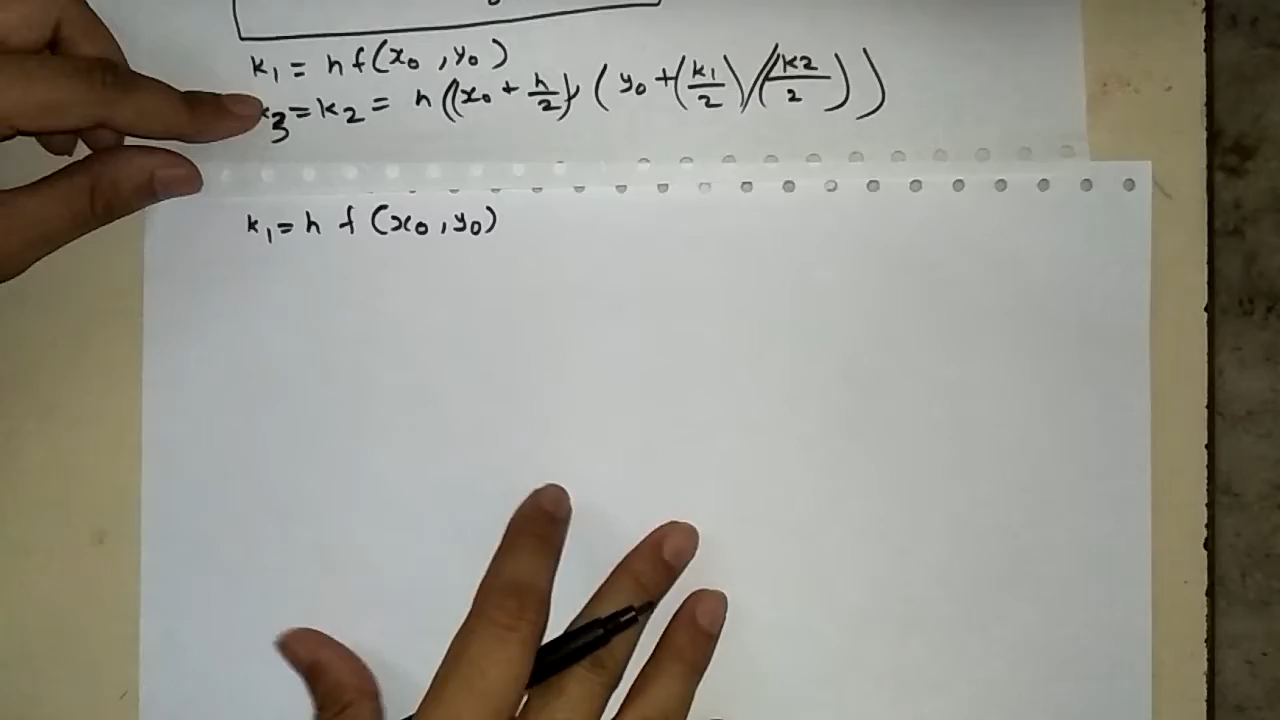 k₁ = h f(x₀ , y₀)
k₃ = k₂ = h ((x₀ + h/2), (y₀ + (k₁/2) / (k2/2) ) )
k₁ = h f (x₀ , y₀)